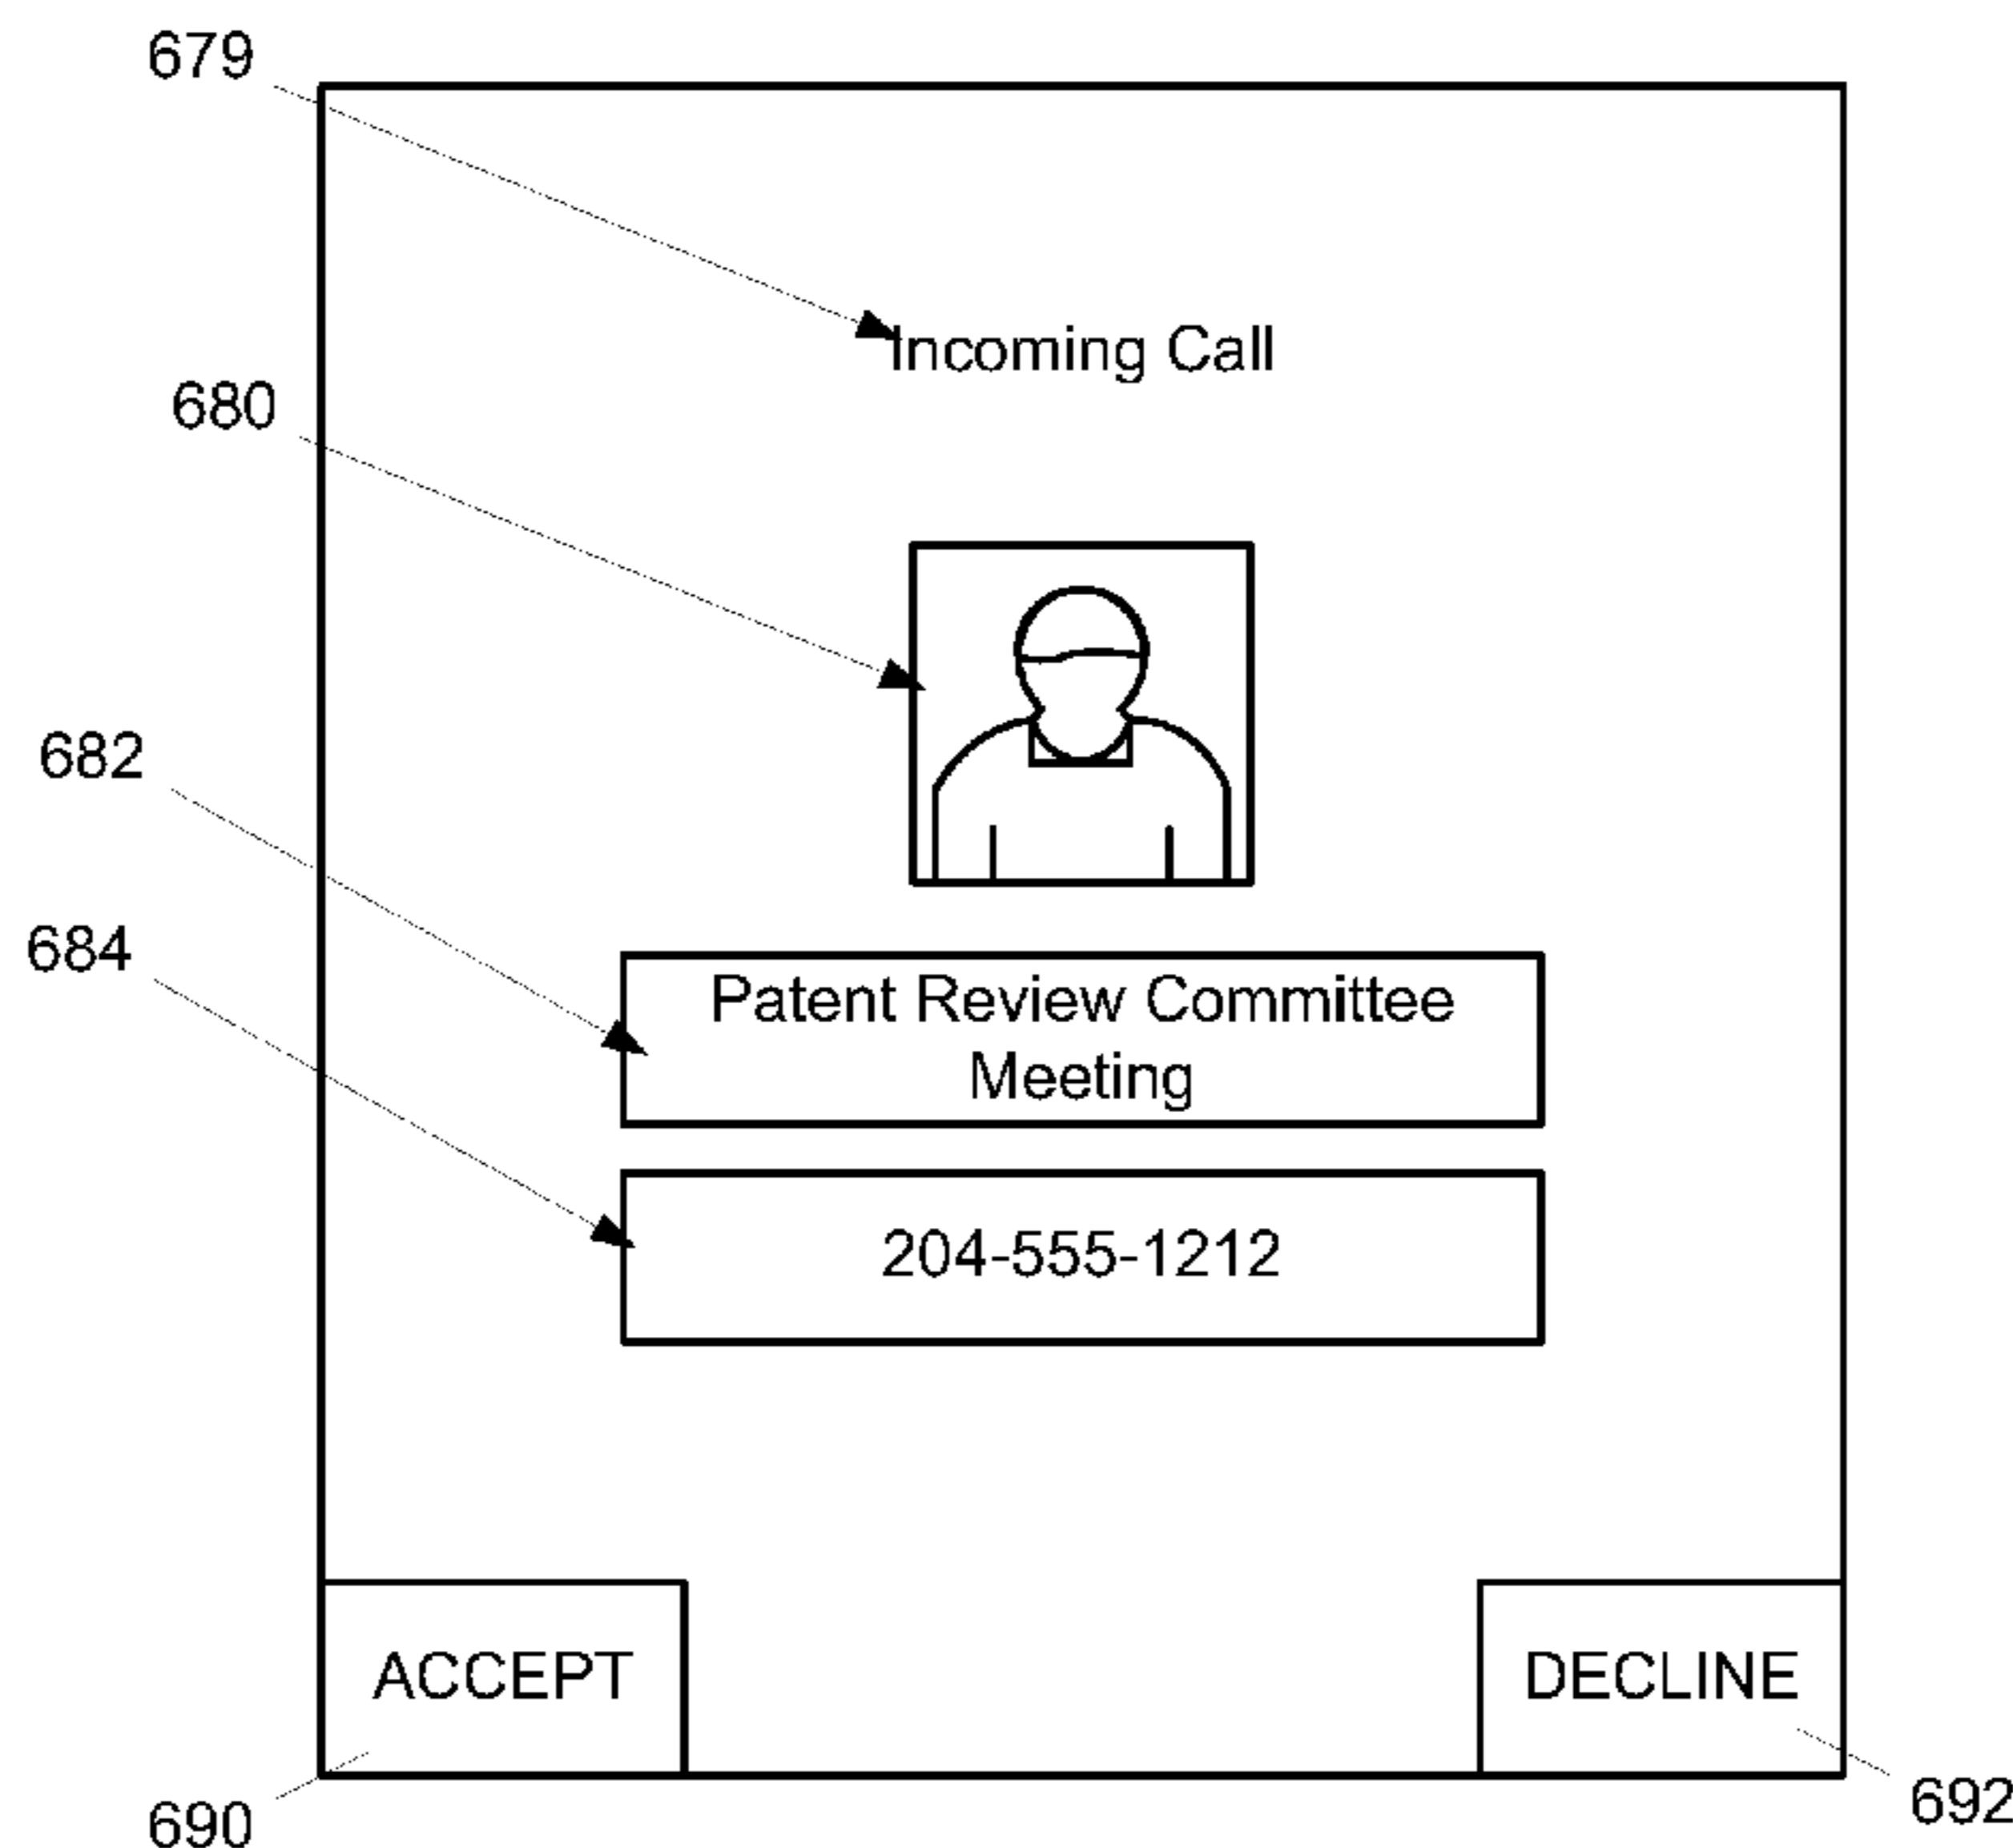 679
Incoming Call
680
682
684
Patent Review Committee
Meeting
204-555-1212
ACCEPT
DECLINE
690
692